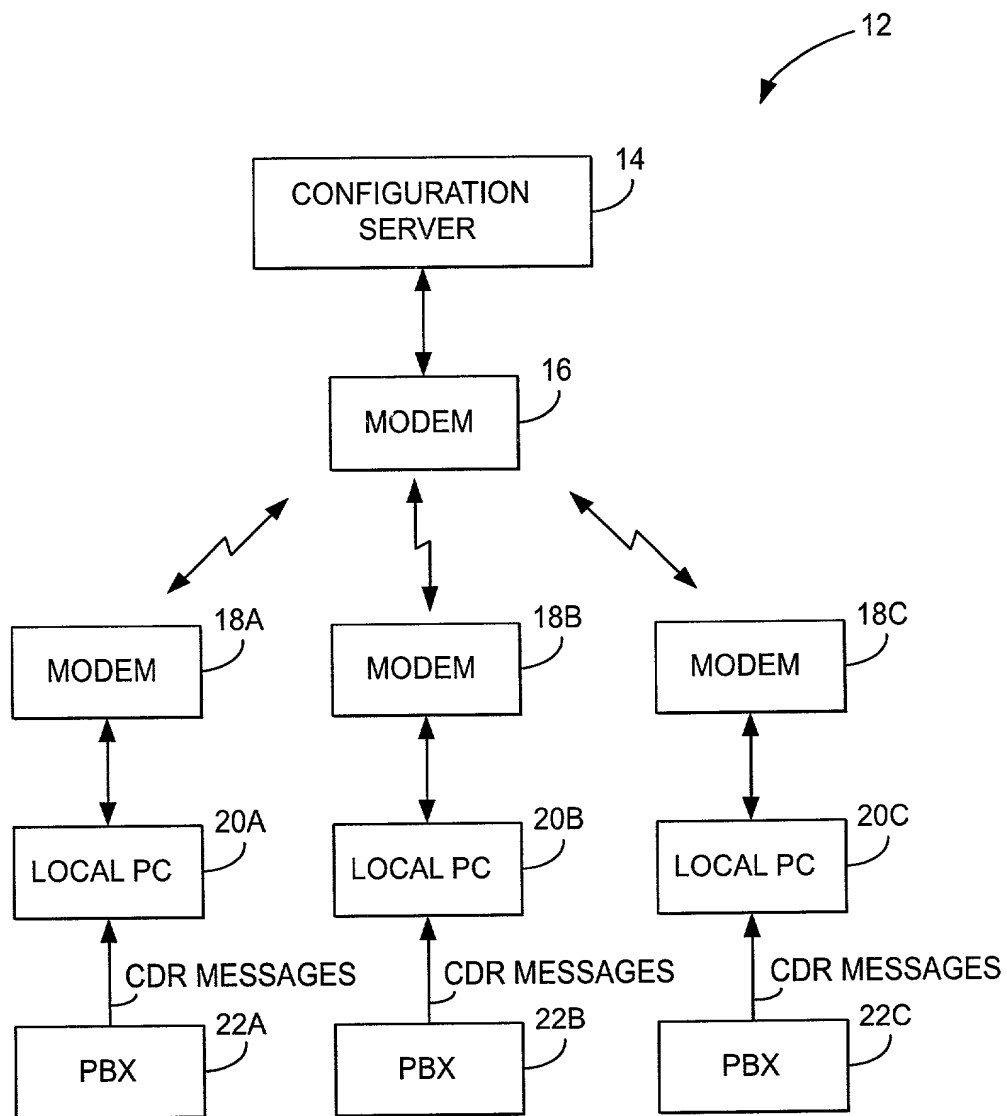 12
CONFIGURATION
SERVER
14
MODEM
16
MODEM
18A
MODEM
18B
MODEM
18C
LOCAL PC
20A
LOCAL PC
20B
LOCAL PC
20C
CDR MESSAGES
CDR MESSAGES
CDR MESSAGES
PBX
22A
PBX
22B
PBX
22C